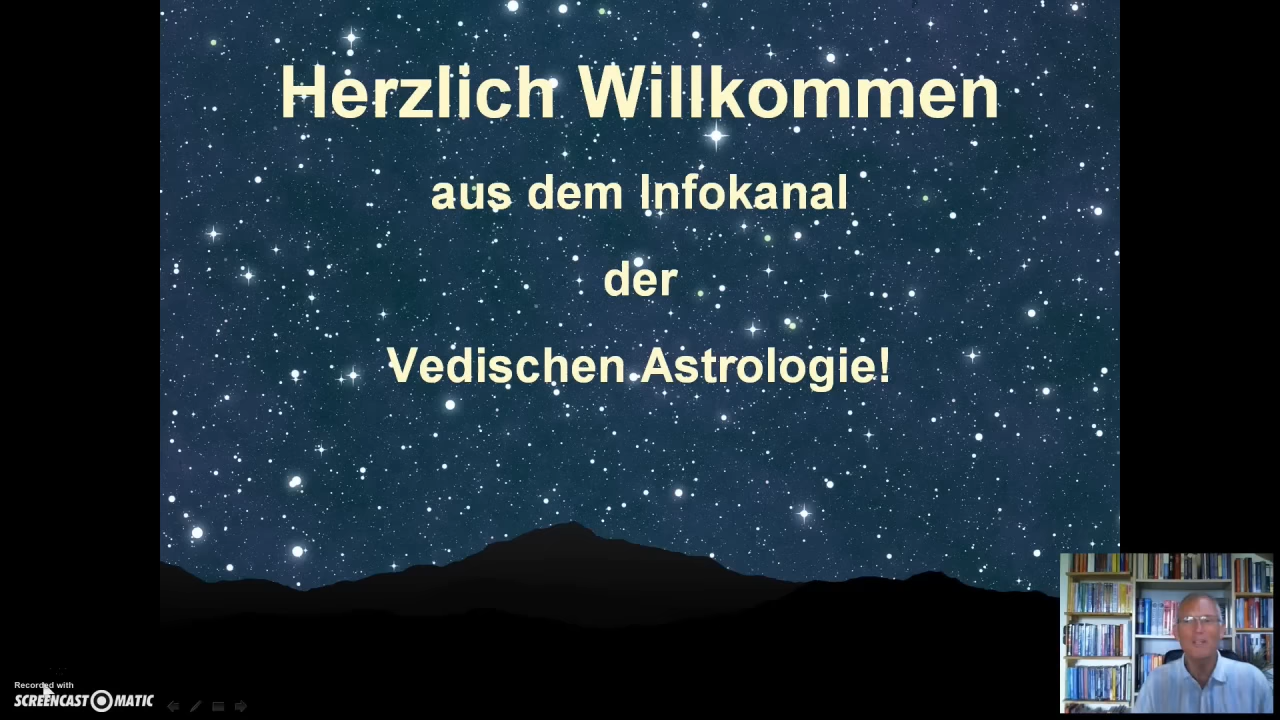 Herzlich Willkommen
aus dem Infokanal
der
Vedischen Astrologie!
Recorded with
SCREENCAST MATIC